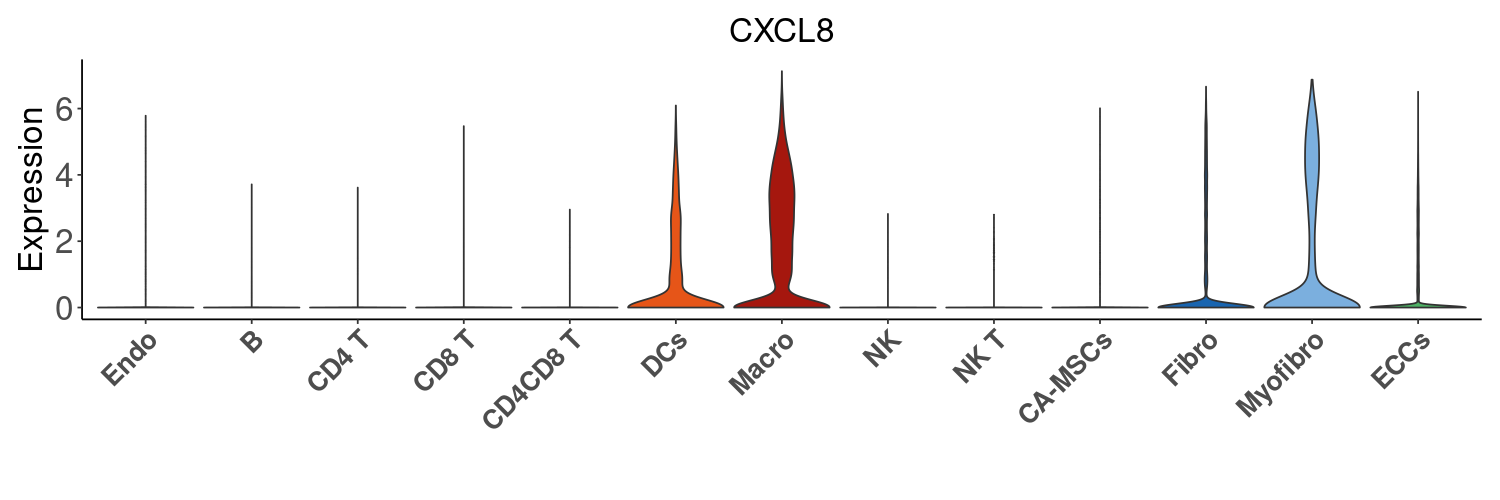 CXCL8
Expression
6
4
2
0
Endo
B
CD4 T
CD8 T
CD4CD8 T
DCs
Macro
NK
NK T
CA-MSCs
Fibro
Myofibro
ECCs